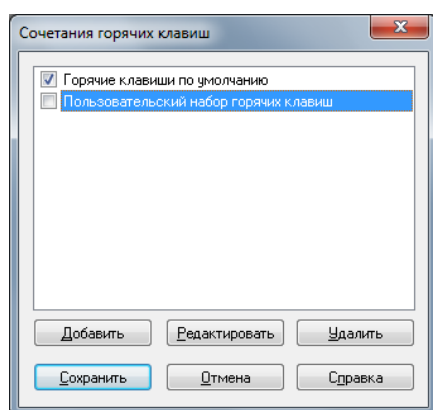 Сочетания горячих клавиш
Горячие клавиши по умолчанию
Пользовательский набор горячих клавиш
Добавить Редактировать Удалить
Сохранить Отмена Справка